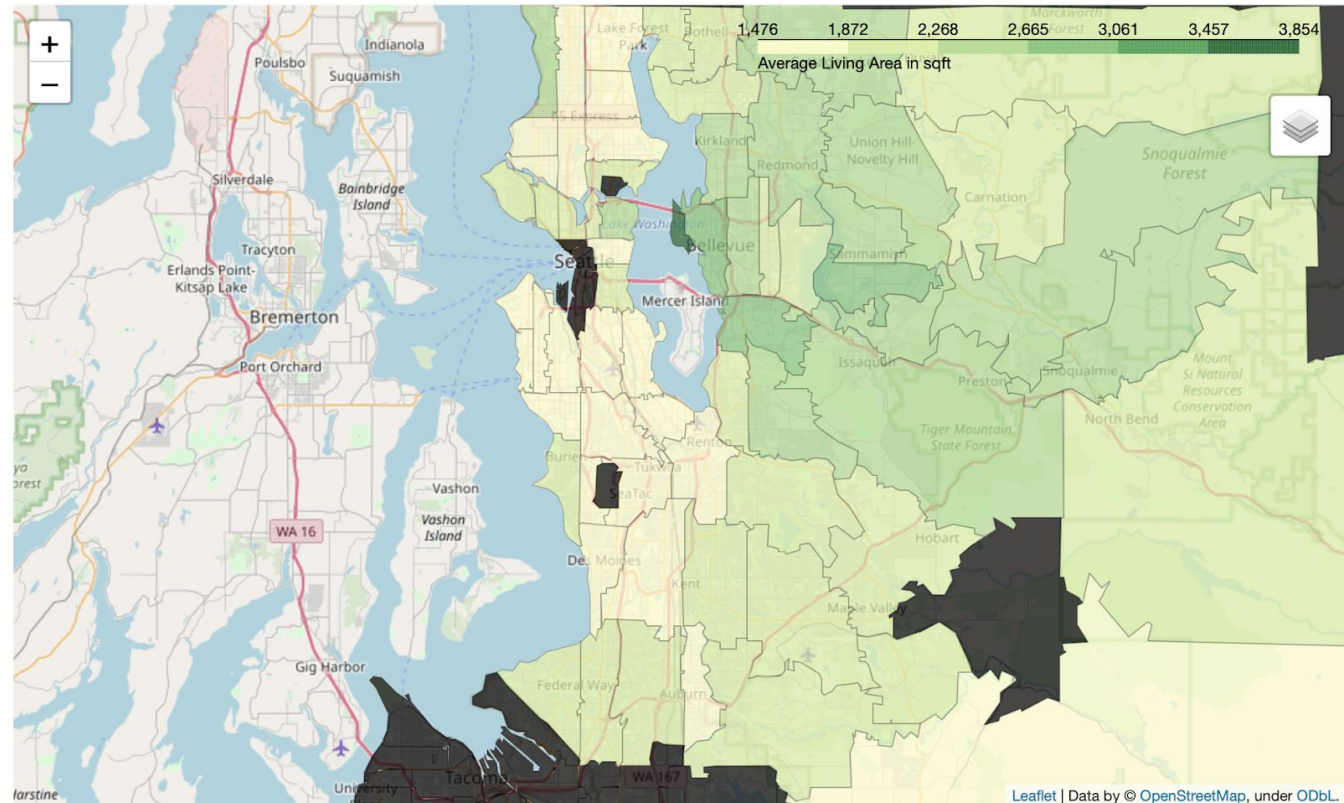 +
−
1,476 1,872 2,268 2,665 3,061 3,457 3,854
Average Living Area in sqft
Marckworth
Forest
Lake Forest
Park
Bothell
Indianola
Poulsbo
Suquamish
Kirkland
Union Hill-
Novelty Hill
Redmond
Snoqualmie
Forest
Silverdale
Bainbridge
Island
Carnation
Lake Washington
Bellevue
Tracyton
Sammamish
Seattle
Erlands Point-
Kitsap Lake
Mercer Island
Bremerton
Port Orchard
Issaquah
Preston
Snoqualmie
Mount
Si Natural
Resources
Conservation
Area
North Bend
Tiger Mountain
State Forest
Renton
Burien
Tukwila
SeaTac
Vashon
Vashon
Island
WA 16
Hobart
Des Moines
Kent
Maple Valley
Gig Harbor
Federal Way
Auburn
Tacoma
WA 167
University
Leaflet | Data by © OpenStreetMap, under ODbL.